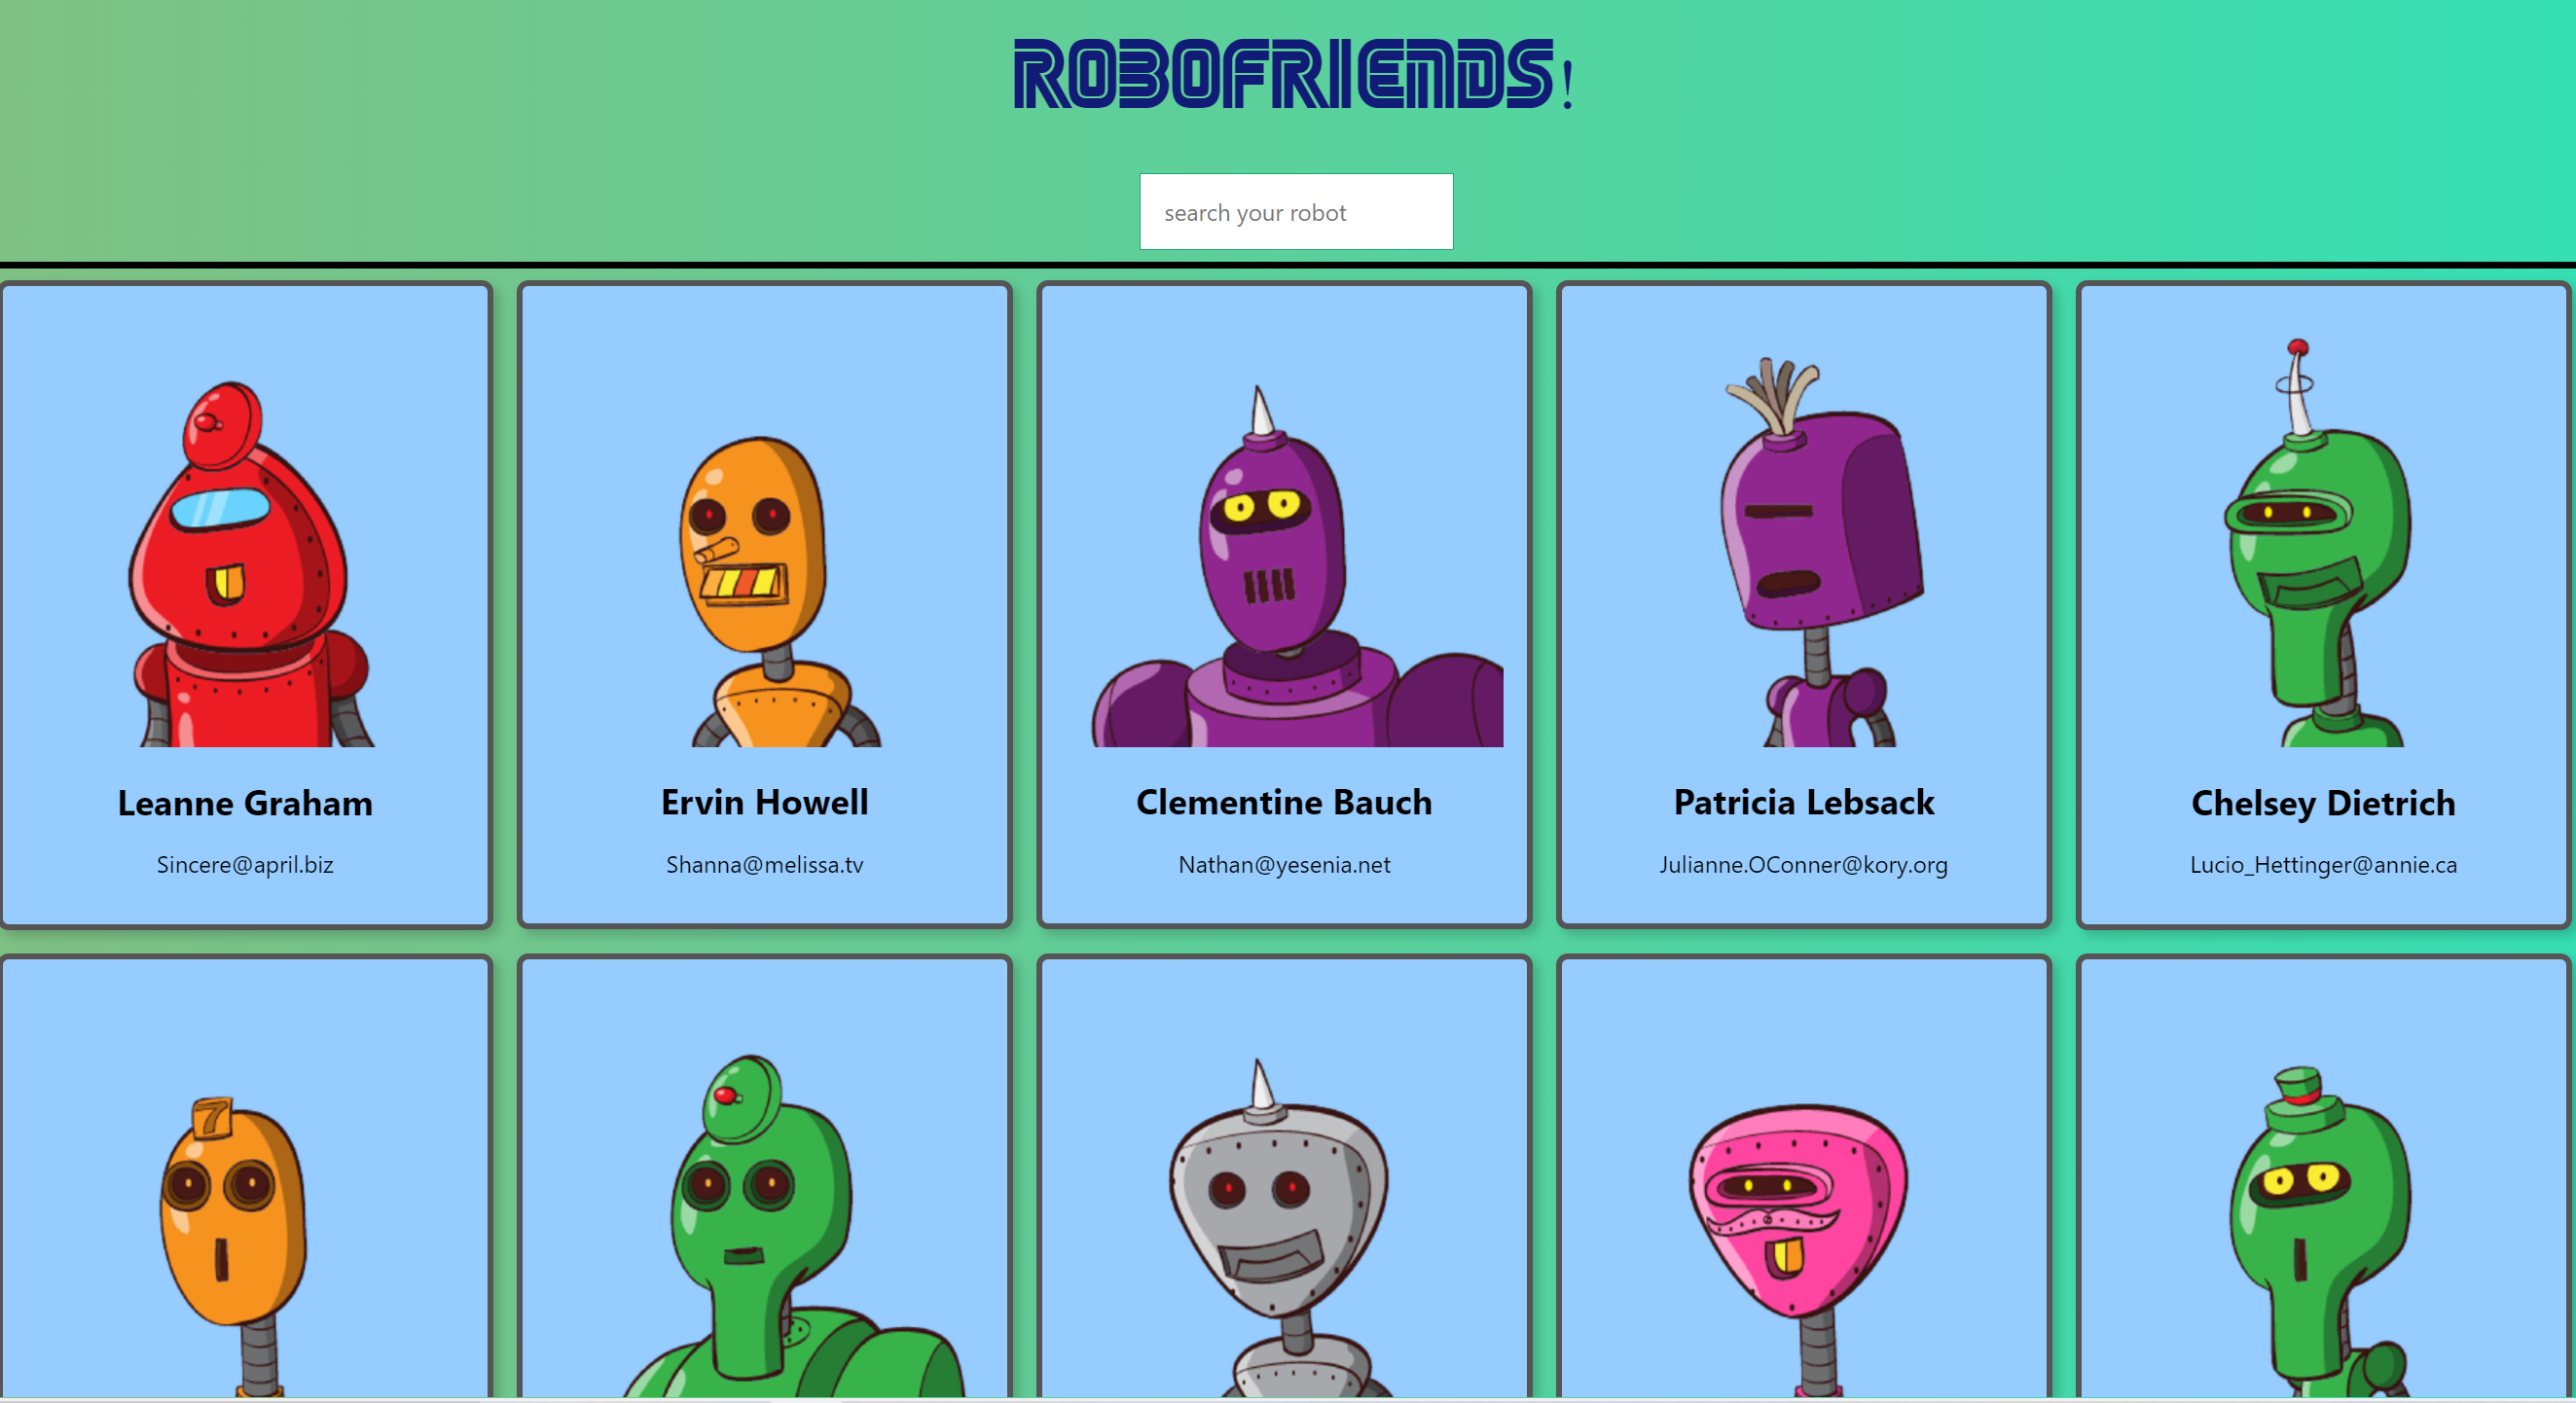 ROBOFRIENDS!
search your robot
Leanne Graham
Ervin Howell
Clementine Bauch
Patricia Lebsack
Chelsey Dietrich
Sincere@april.biz
Shanna@melissa.tv
Nathan@yesenia.net
Julianne.OConner@kory.org
Lucio_Hettinger@annie.ca
7